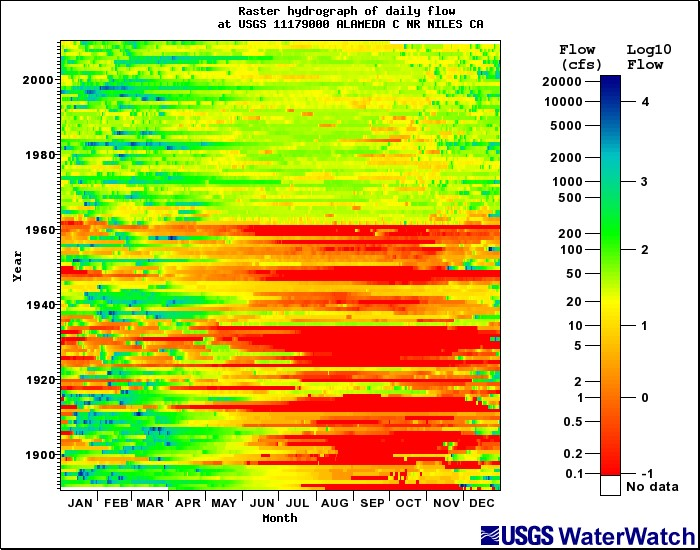 Raster hydrograph of daily flow
at USGS 11179000 ALAMEDA C NR NILES CA
Flow Log10
(cfs) Flow
20000
10000 4
5000
2000
1000 3
500
200
100 2
50
20
10 1
5
2
1 0
0.5
0.2
0.1 -1
No data
2000
1980
1960
1940
1920
1900
Year
JAN FEB MAR APR MAY JUN JUL AUG SEP OCT NOV DEC
Month
USGS WaterWatch